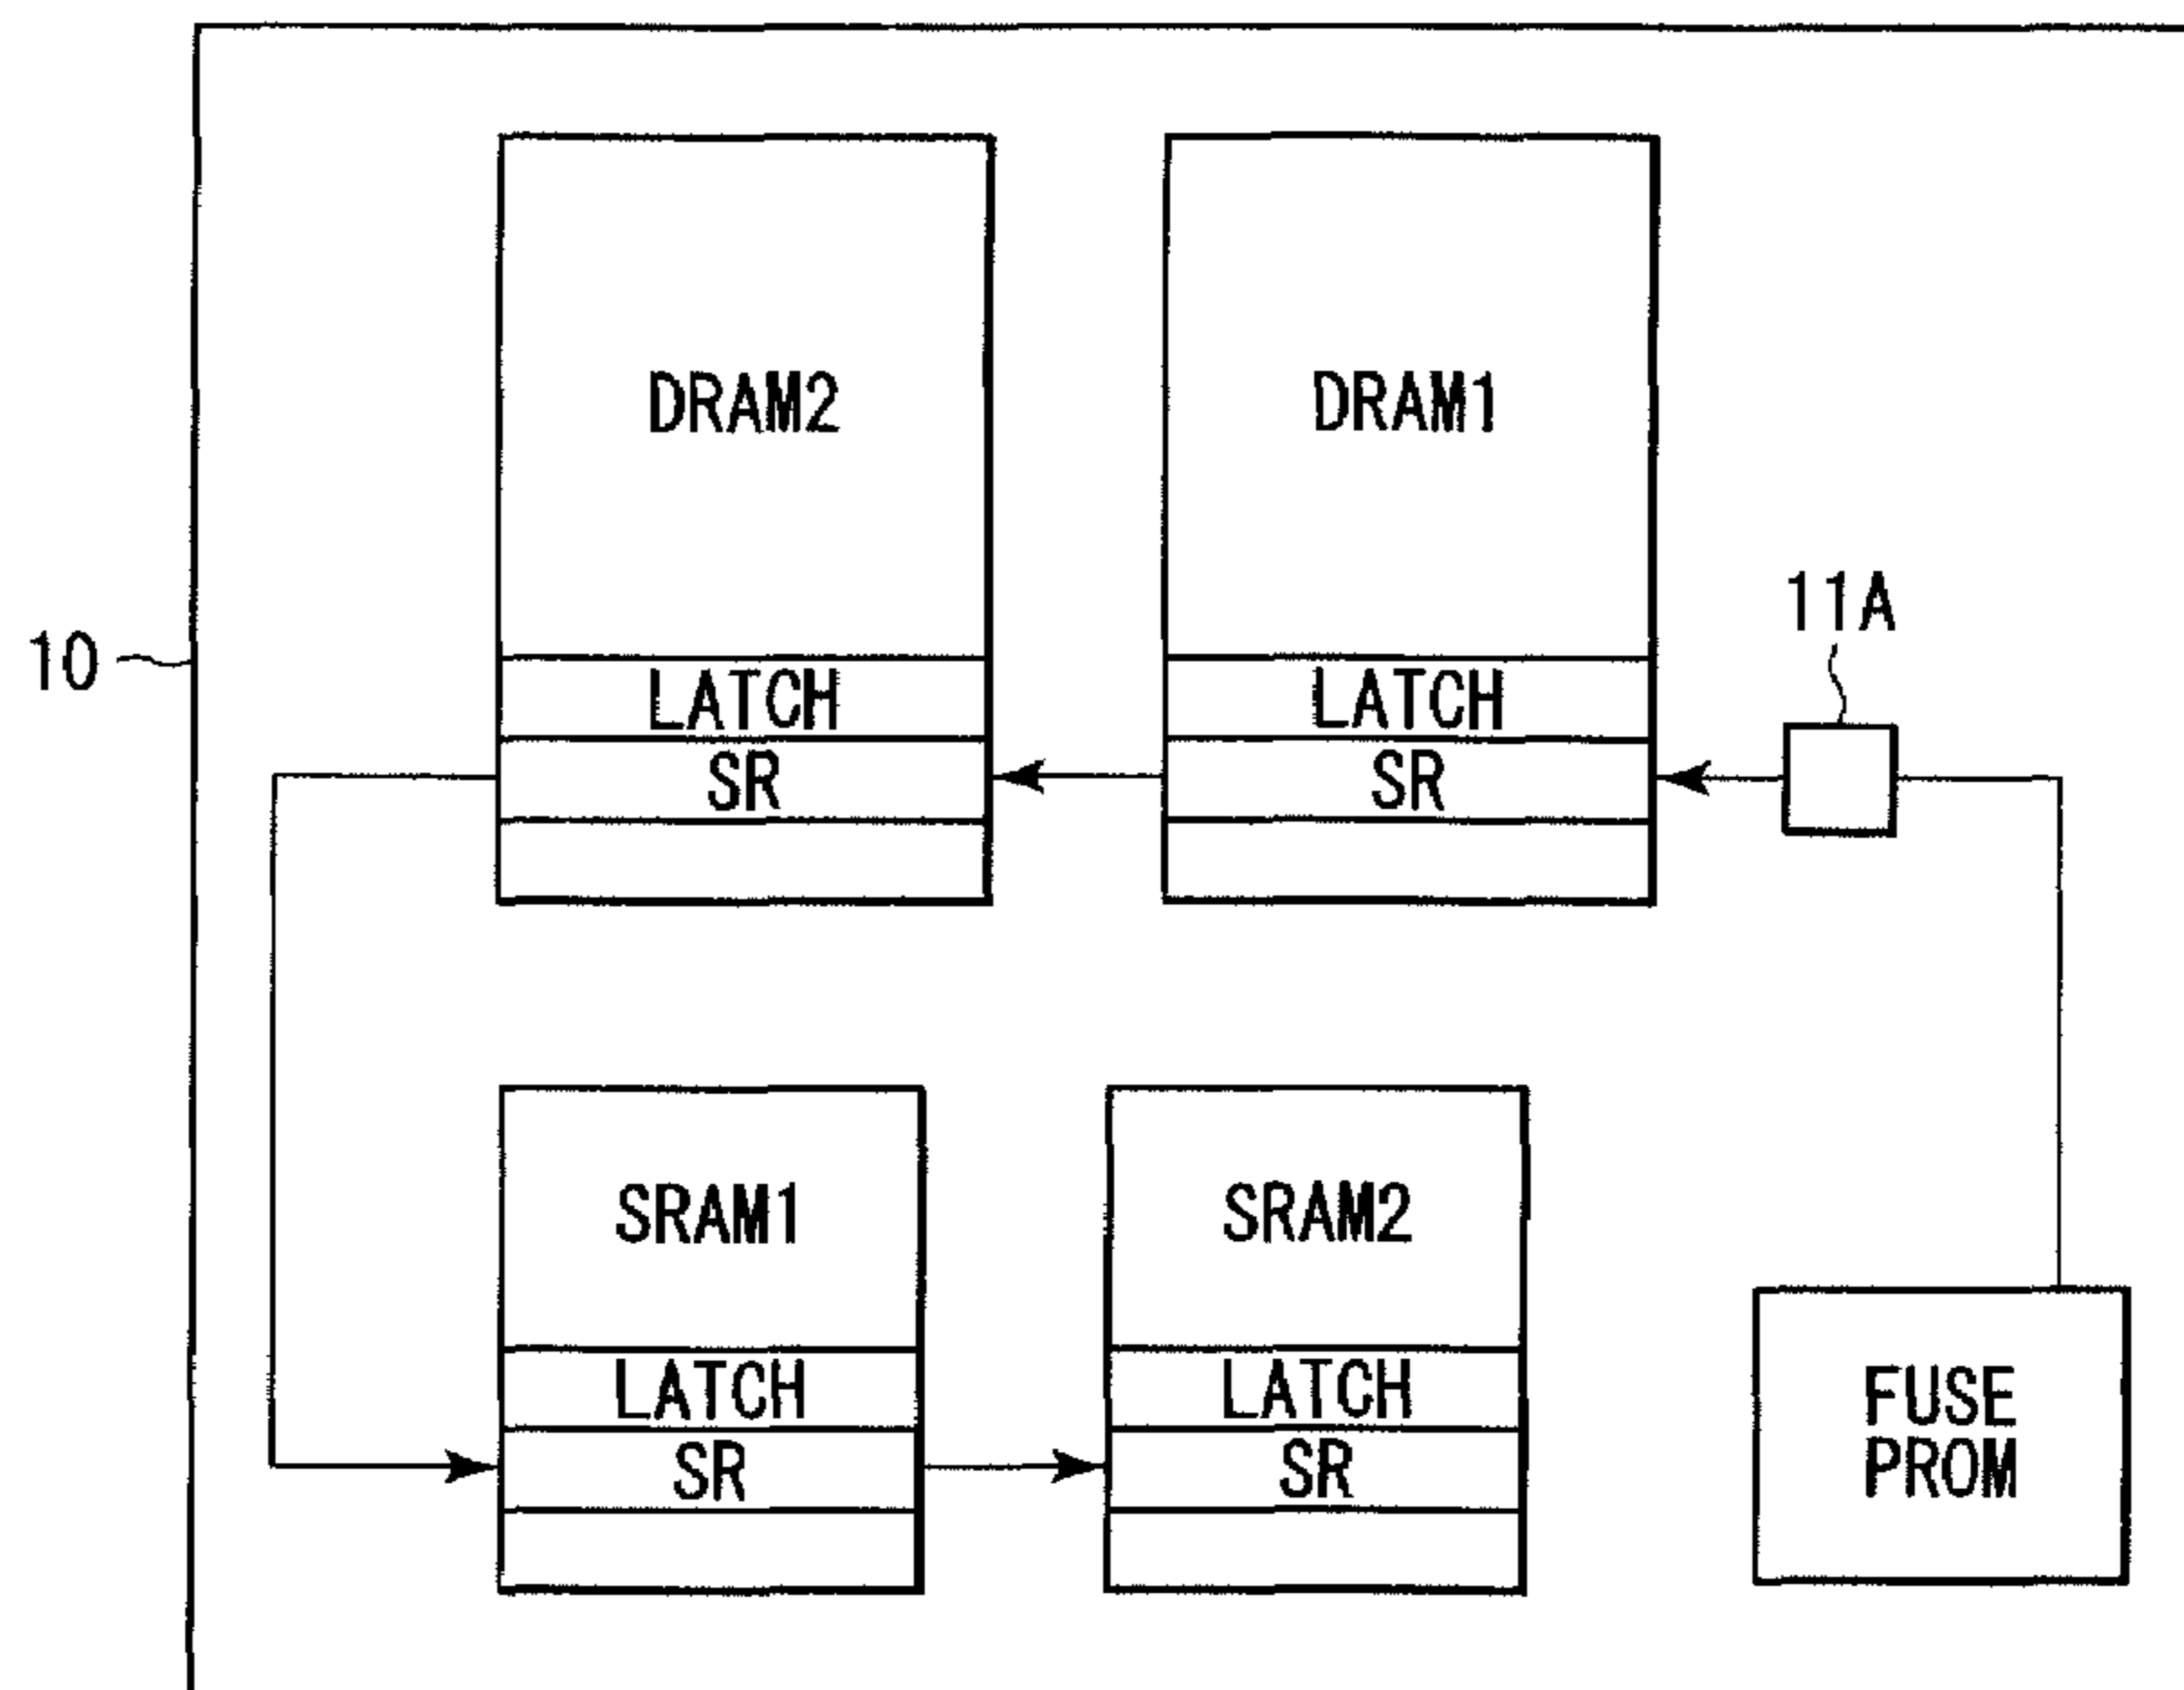 DRAM2
DRAM1
11A
10
LATCH
LATCH
SR
SR
SRAM1
SRAM2
LATCH
LATCH
FUSE
PROM
SR
SR